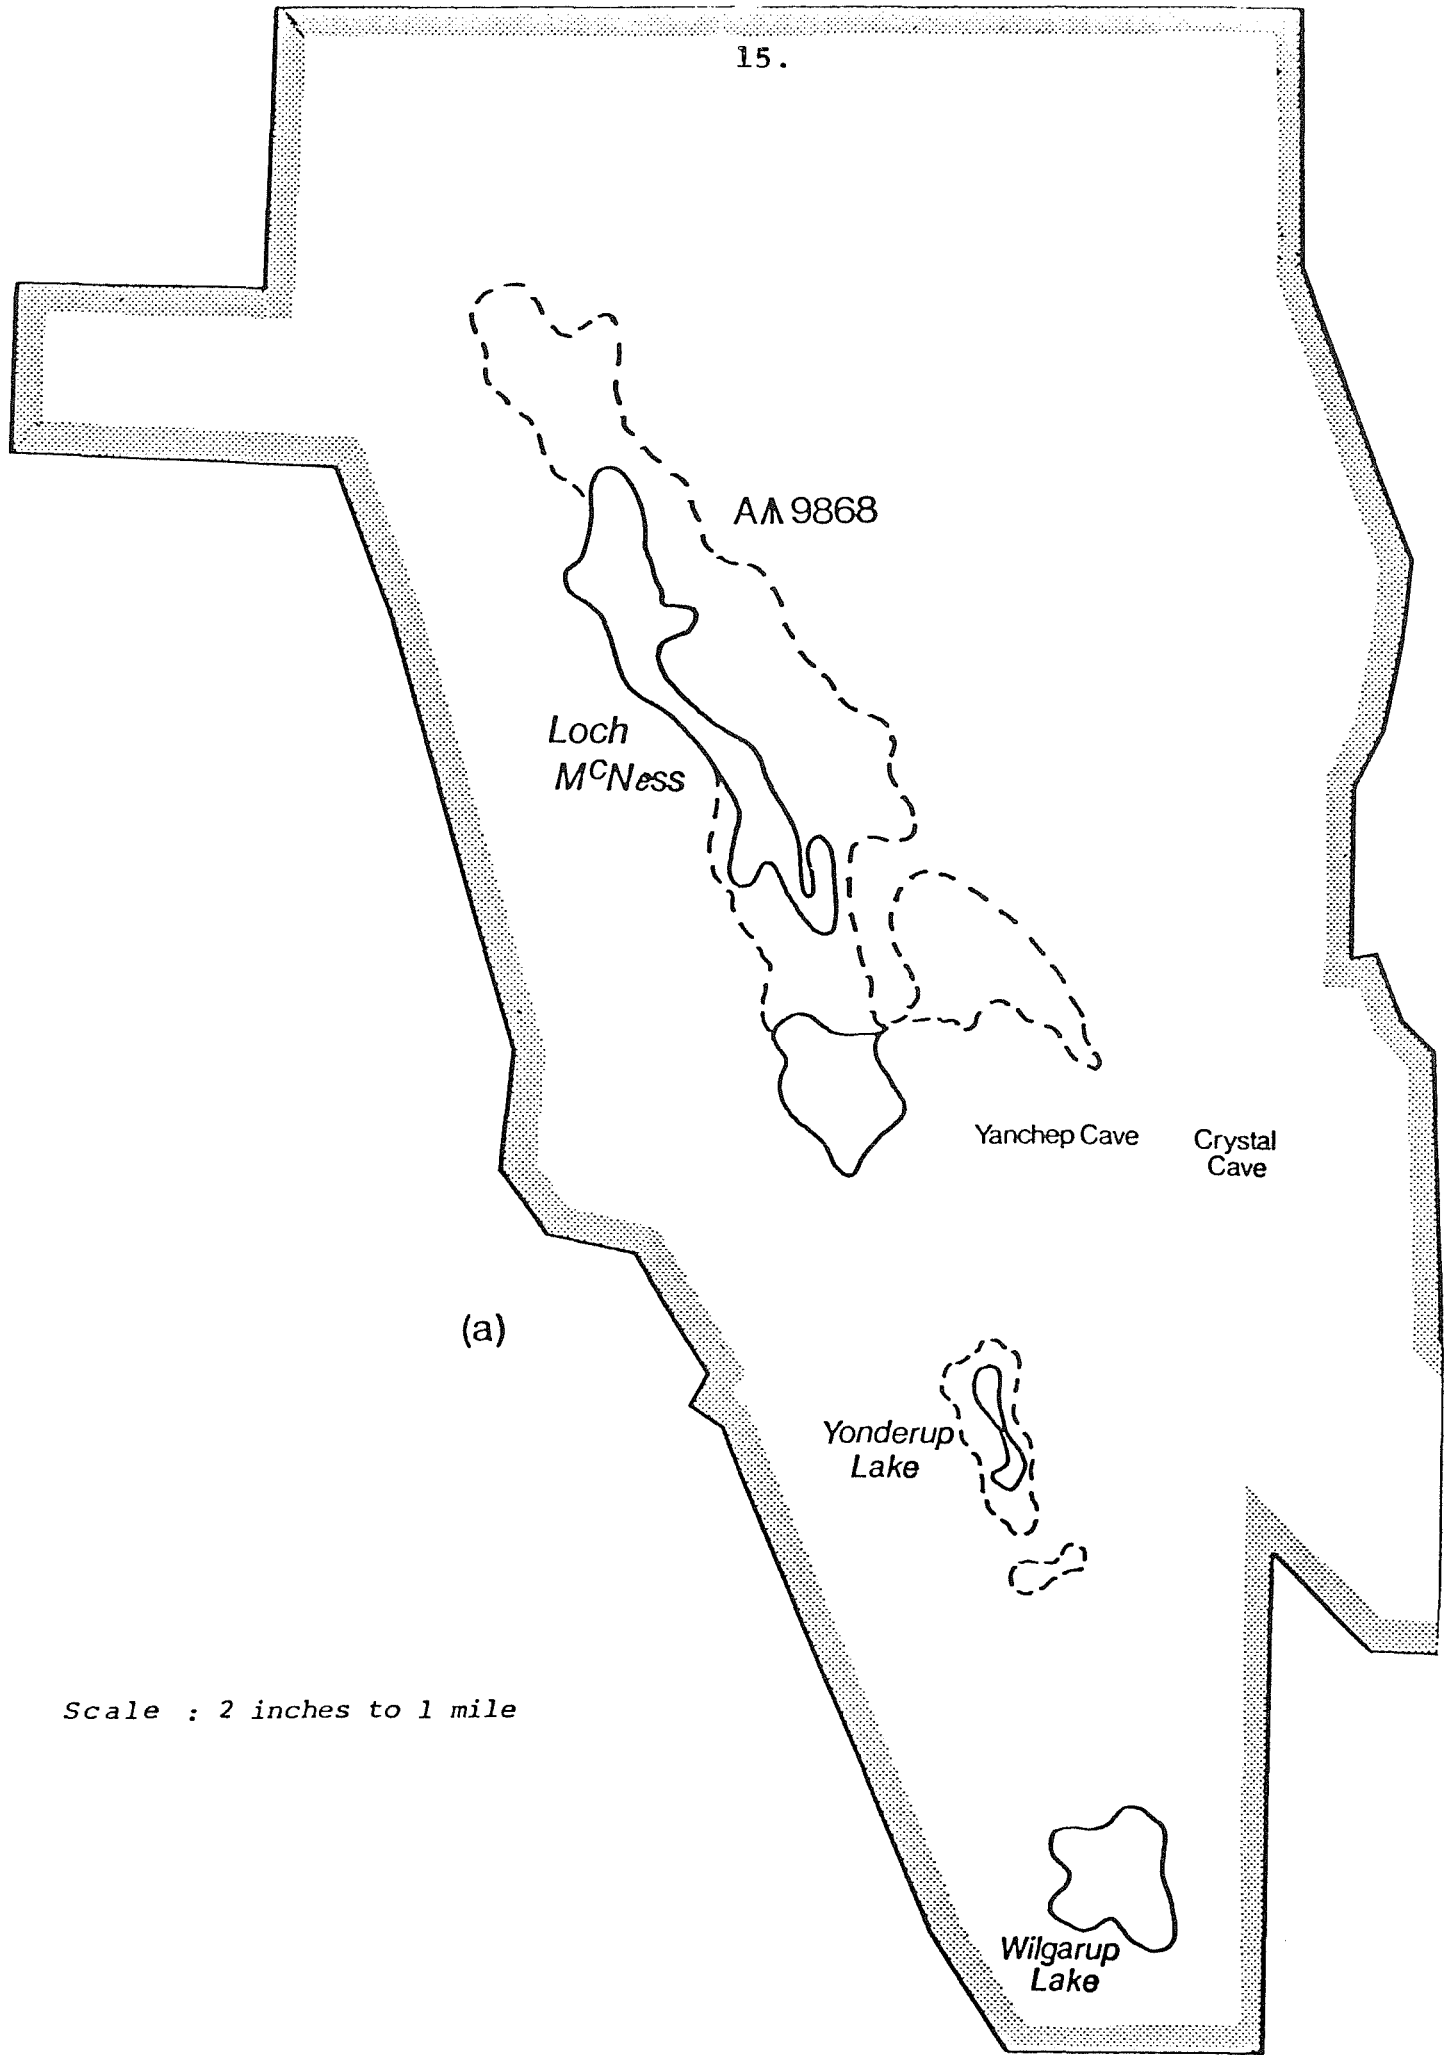 15.
A 9868
Loch
McNess
Yanchep Cave
Crystal
Cave
(a)
Yonderup
Lake
Scale : 2 inches to 1 mile
Wilgarup
Lake